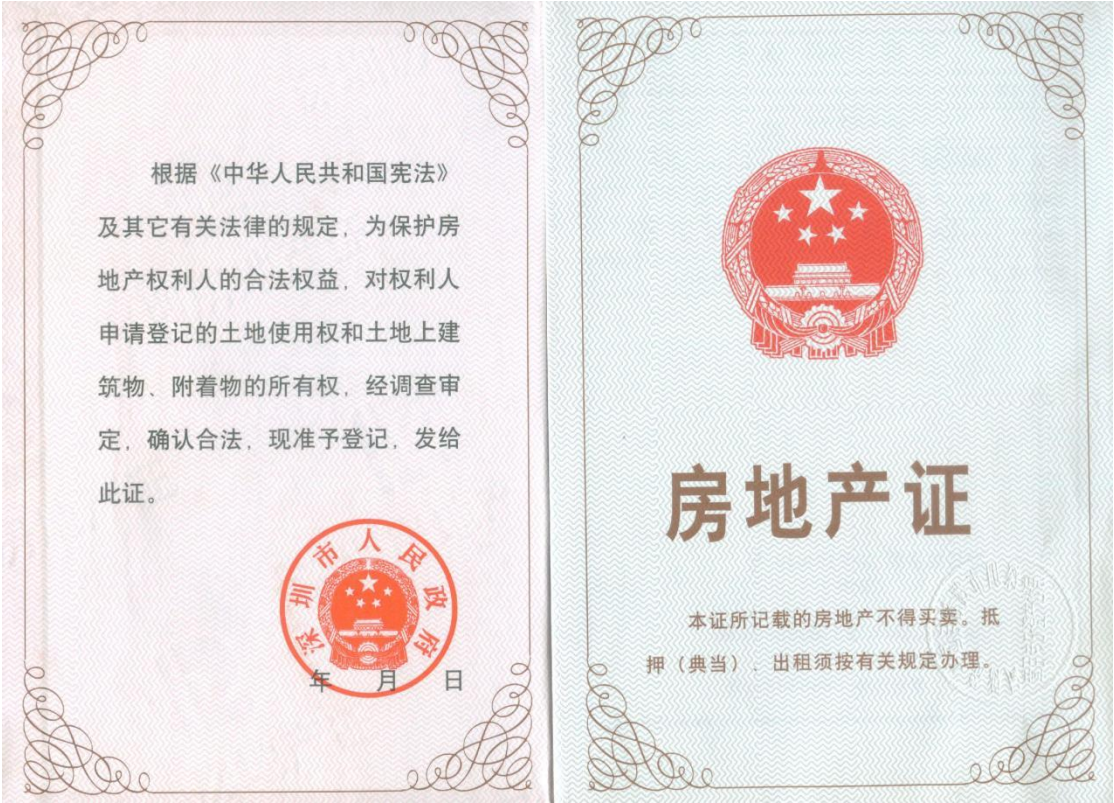 根据《中华人民共和国宪法》
及其它有关法律的规定，为保护房
地产权利人的合法权益，对权利人
申请登记的土地使用权和土地上建
筑物、附着物的所有权，经调查审
定，确认合法，现准予登记，发给
此证。
深圳市人民政府
年 月 日
房地产证
本证所记载的房地产不得买卖。抵
押（典当）、出租须按有关规定办理。